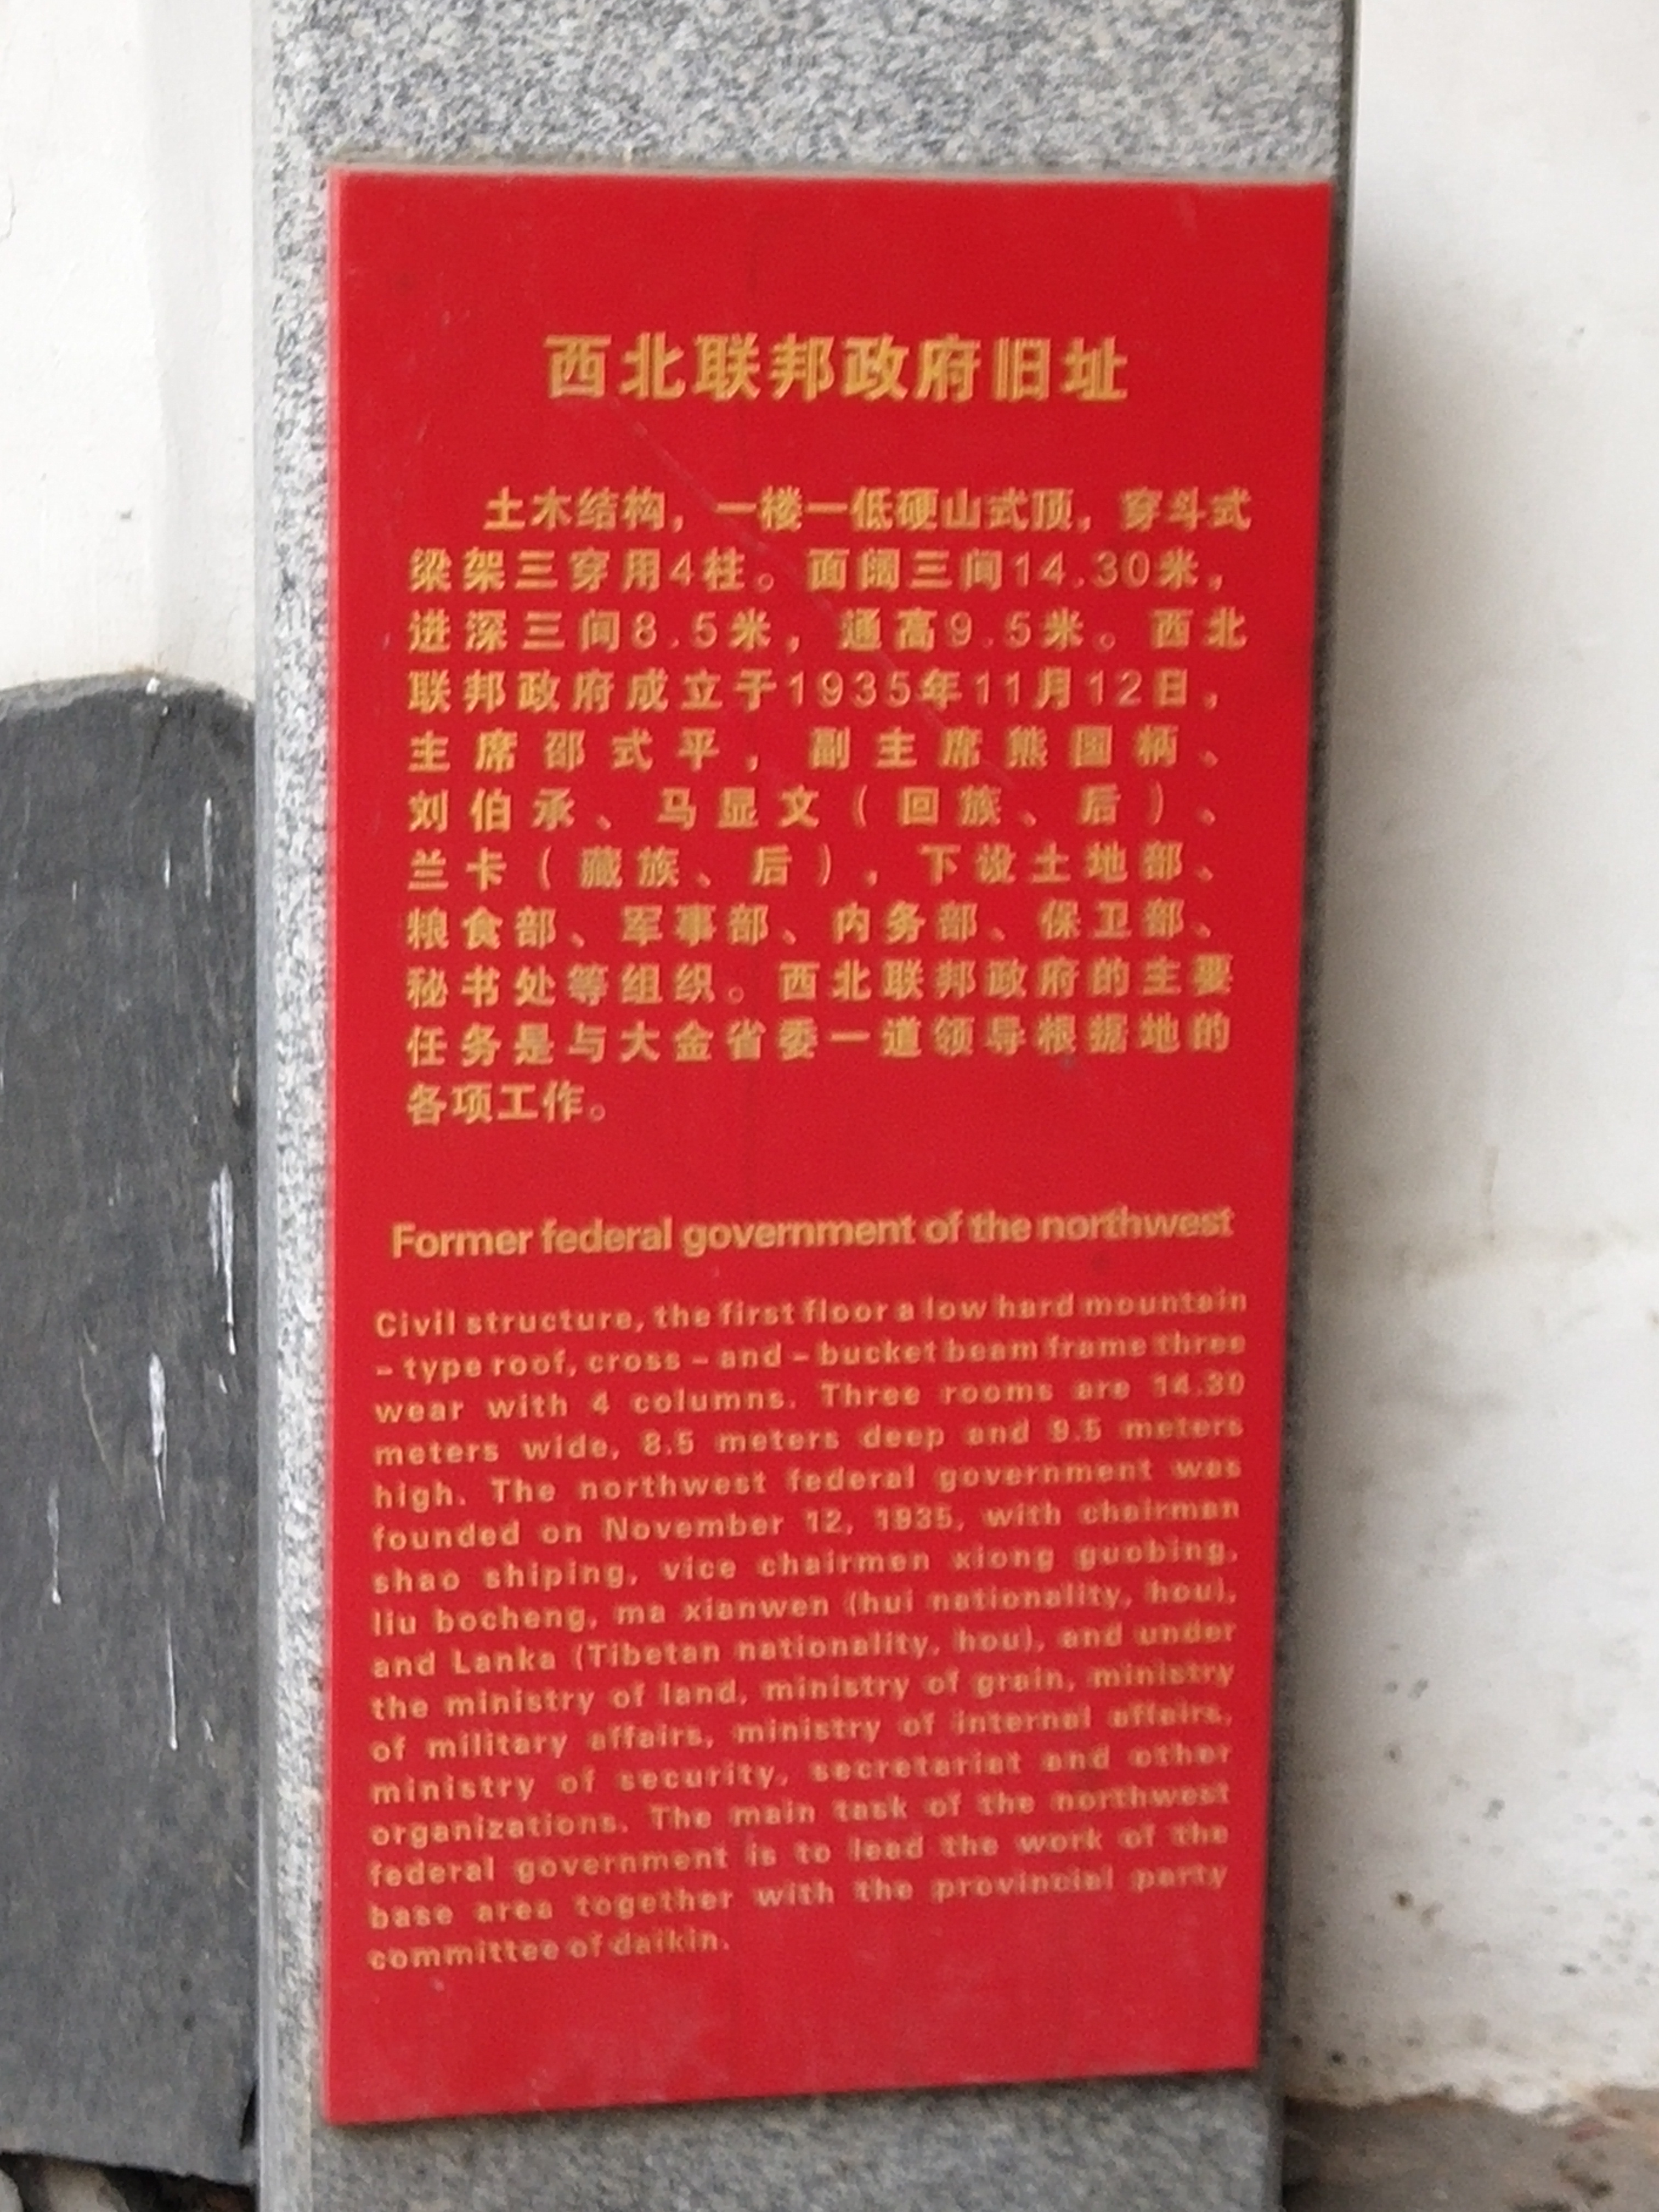 西北联邦政府旧址
土木结构，一楼一低硬山式顶，穿斗式
梁架三穿用4柱。面阔三间14.30米，
进深三间8.5米，通高9.5米。西北
联邦政府成立于1935年11月12日，
主席邵式平，副主席熊国柄、
刘伯承、马显文（回族、后）、
兰卡（藏族、后），下设土地部、
粮食部、军事部、内务部、保卫部、
秘书处等组织。西北联邦政府的主要
任务是与大金省委一道领导根据地的
各项工作。
Former federal government of the northwest
Civil structure, the first floor a low hard mountain
- type roof, cross - and - bucket beam frame three
wear with 4 columns. Three rooms are 14.30
meters wide, 8.5 meters deep and 9.5 meters
high. The northwest federal government was
founded on November 12, 1935, with chairman
shao shiping, vice chairmen xiong guobing,
liu bocheng, ma xianwen (hui nationality, hou),
and Lanka (Tibetan nationality, hou), and under
the ministry of land, ministry of grain, ministry
of military affairs, ministry of internal affairs,
ministry of security, secretariat and other
organizations. The main task of the northwest
federal government is to lead the work of the
base area together with the provincial party
committee of daikin.